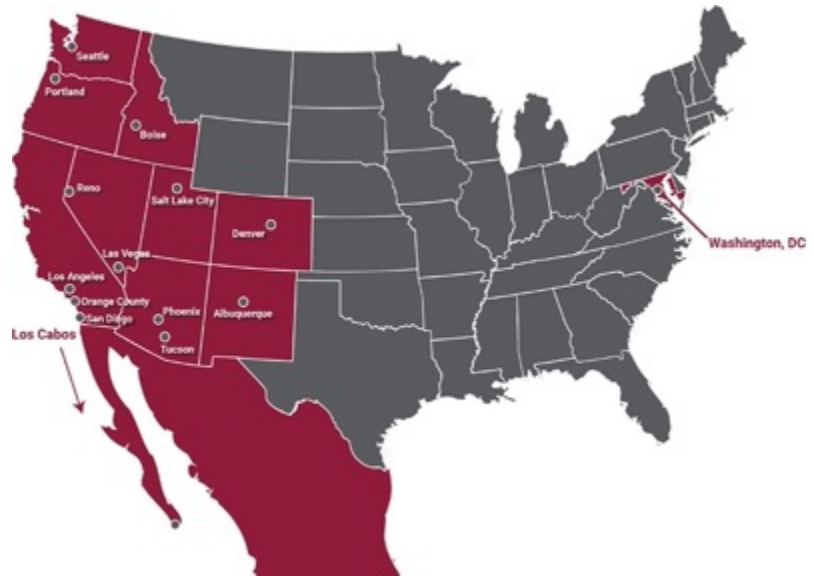 Seattle
Portland
Boise
Reno
Salt Lake City
Denver
Washington, DC
Las Vegas
Los Angeles
Orange County
Phoenix
Albuquerque
San Diego
Los Cabos
Tucson